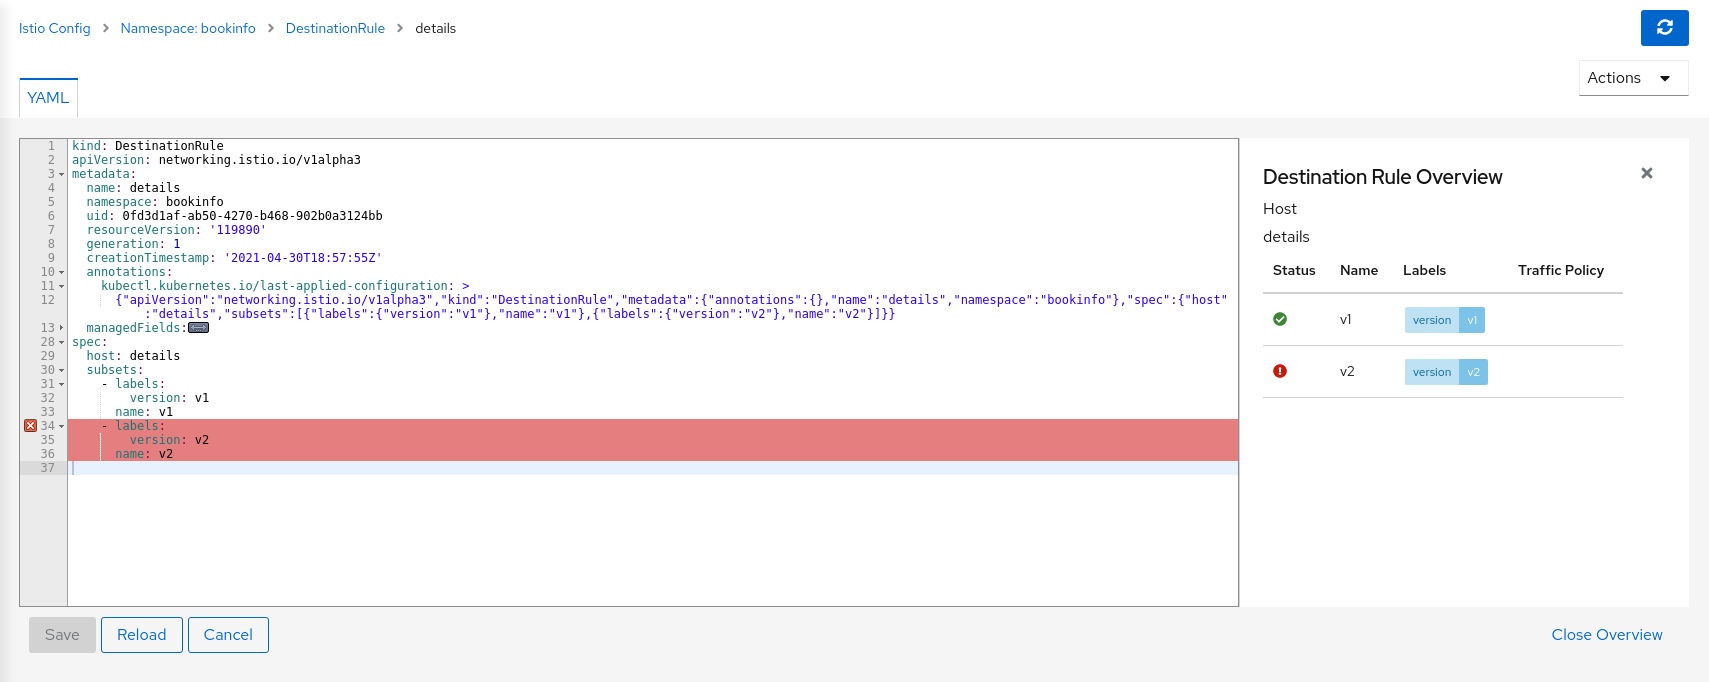 Istio Config > Namespace: bookinfo > DestinationRule > details
Actions
YAML
1 kind: DestinationRule
2 apiVersion: networking.istio.io/v1alpha3
3 metadata:
4 name: details
5 namespace: bookinfo
6 uid: 0fd3d1af-ab50-4270-b468-902b0a3124bb
7 resourceVersion: '119890'
8 generation: 1
9 creationTimestamp: '2021-04-30T18:57:55Z'
10 annotations:
11 kubectl.kubernetes.io/last-applied-configuration: >
12 {"apiVersion":"networking.istio.io/v1alpha3","kind":"DestinationRule","metadata":{"annotations":{},"name":"details","namespace":"bookinfo"},"spec":{"host"
:"details","subsets":[{"labels":{"version":"v1"},"name":"v1"},{"labels":{"version":"v2"},"name":"v2"}]}}
13 managedFields:
28 spec:
29 host: details
30 subsets:
31 - labels:
32 version: v1
33 name: v1
34 - labels:
35 version: v2
36 name: v2
37
Destination Rule Overview
Host
details
Status Name Labels Traffic Policy
v1 version v1
v2 version v2
Save Reload Cancel
Close Overview